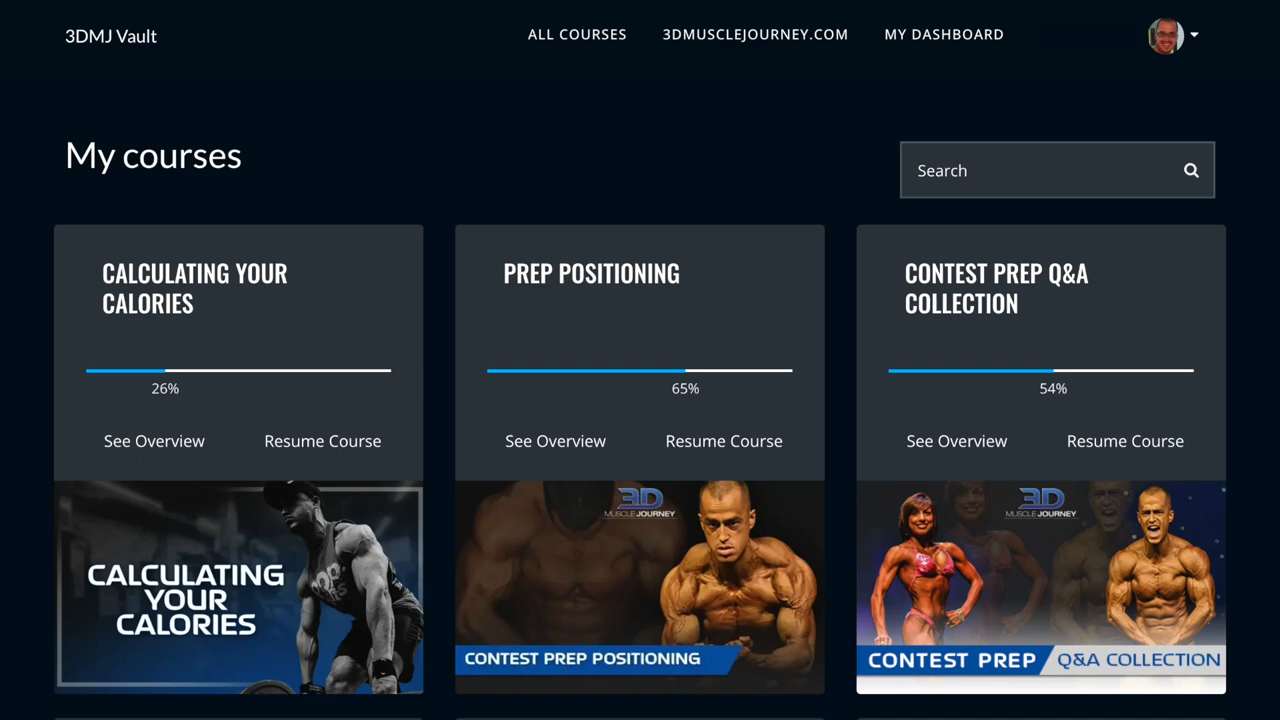 3DMJ Vault
ALL COURSES
3DMUSCLEJOURNEY.COM
MY DASHBOARD
My courses
Search
CALCULATING YOUR
CALORIES
26%
See Overview
Resume Course
CALCULATING
YOUR
CALORIES
PREP POSITIONING
65%
See Overview
Resume Course
3D
MUSCLE JOURNEY
CONTEST PREP POSITIONING
CONTEST PREP Q&A
COLLECTION
54%
See Overview
Resume Course
3D
MUSCLE JOURNEY
CONTEST PREP Q&A COLLECTION